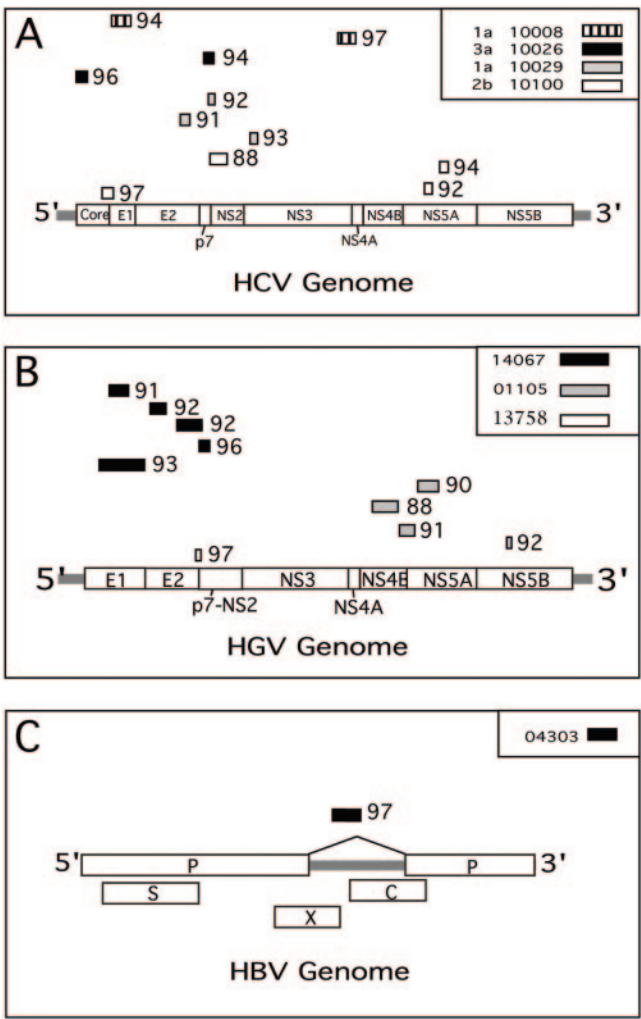 A
94
97
1a 10008
3a 10026
1a 10029
2b 10100
94
96
92
91
93
88
94
97
92
5' Core E1 E2 NS2 NS3 NS4B NS5A NS5B 3'
p7 NS4A
HCV Genome
B
14067
01105
13758
91
92
92
96
93
90
88
91
97
92
5' E1 E2 NS3 NS4B NS5A NS5B 3'
p7-NS2 NS4A
HGV Genome
C
04303
97
5' P P 3'
S C
X
HBV Genome